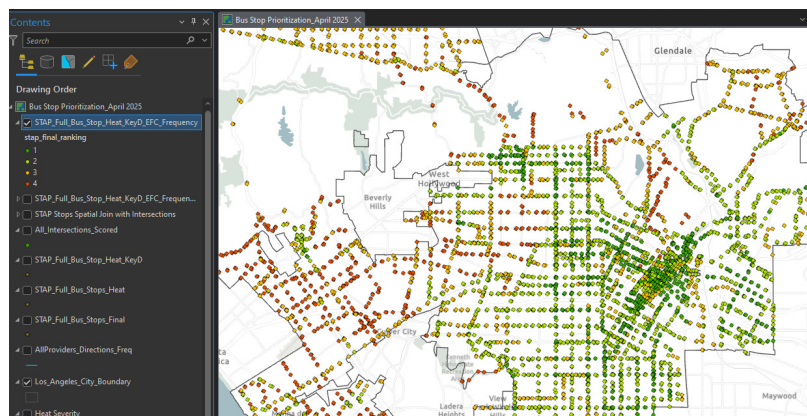 Contents
Search
Drawing Order
Bus Stop Prioritization_April 2025
STAP_Full_Bus_Stop_Heat_KeyD_EFC_Frequency
stap_final_ranking
1
2
3
4
STAP_Full_Bus_Stop_Heat_KeyD_EFC_Frequen...
STAP Stops Spatial Join with Intersections
All_Intersections_Scored
STAP_Full_Bus_Stop_Heat_KeyD
STAP_Full_Bus_Stops_Heat
STAP_Full_Bus_Stops_Final
AllProviders_Directions_Freq
Los_Angeles_City_Boundary
Heat Severity
Bus Stop Prioritization_April 2025
Glendale
West
Hollywood
Beverly
Hills
City
Kenneth
Ladera
Heights
View
Maywood